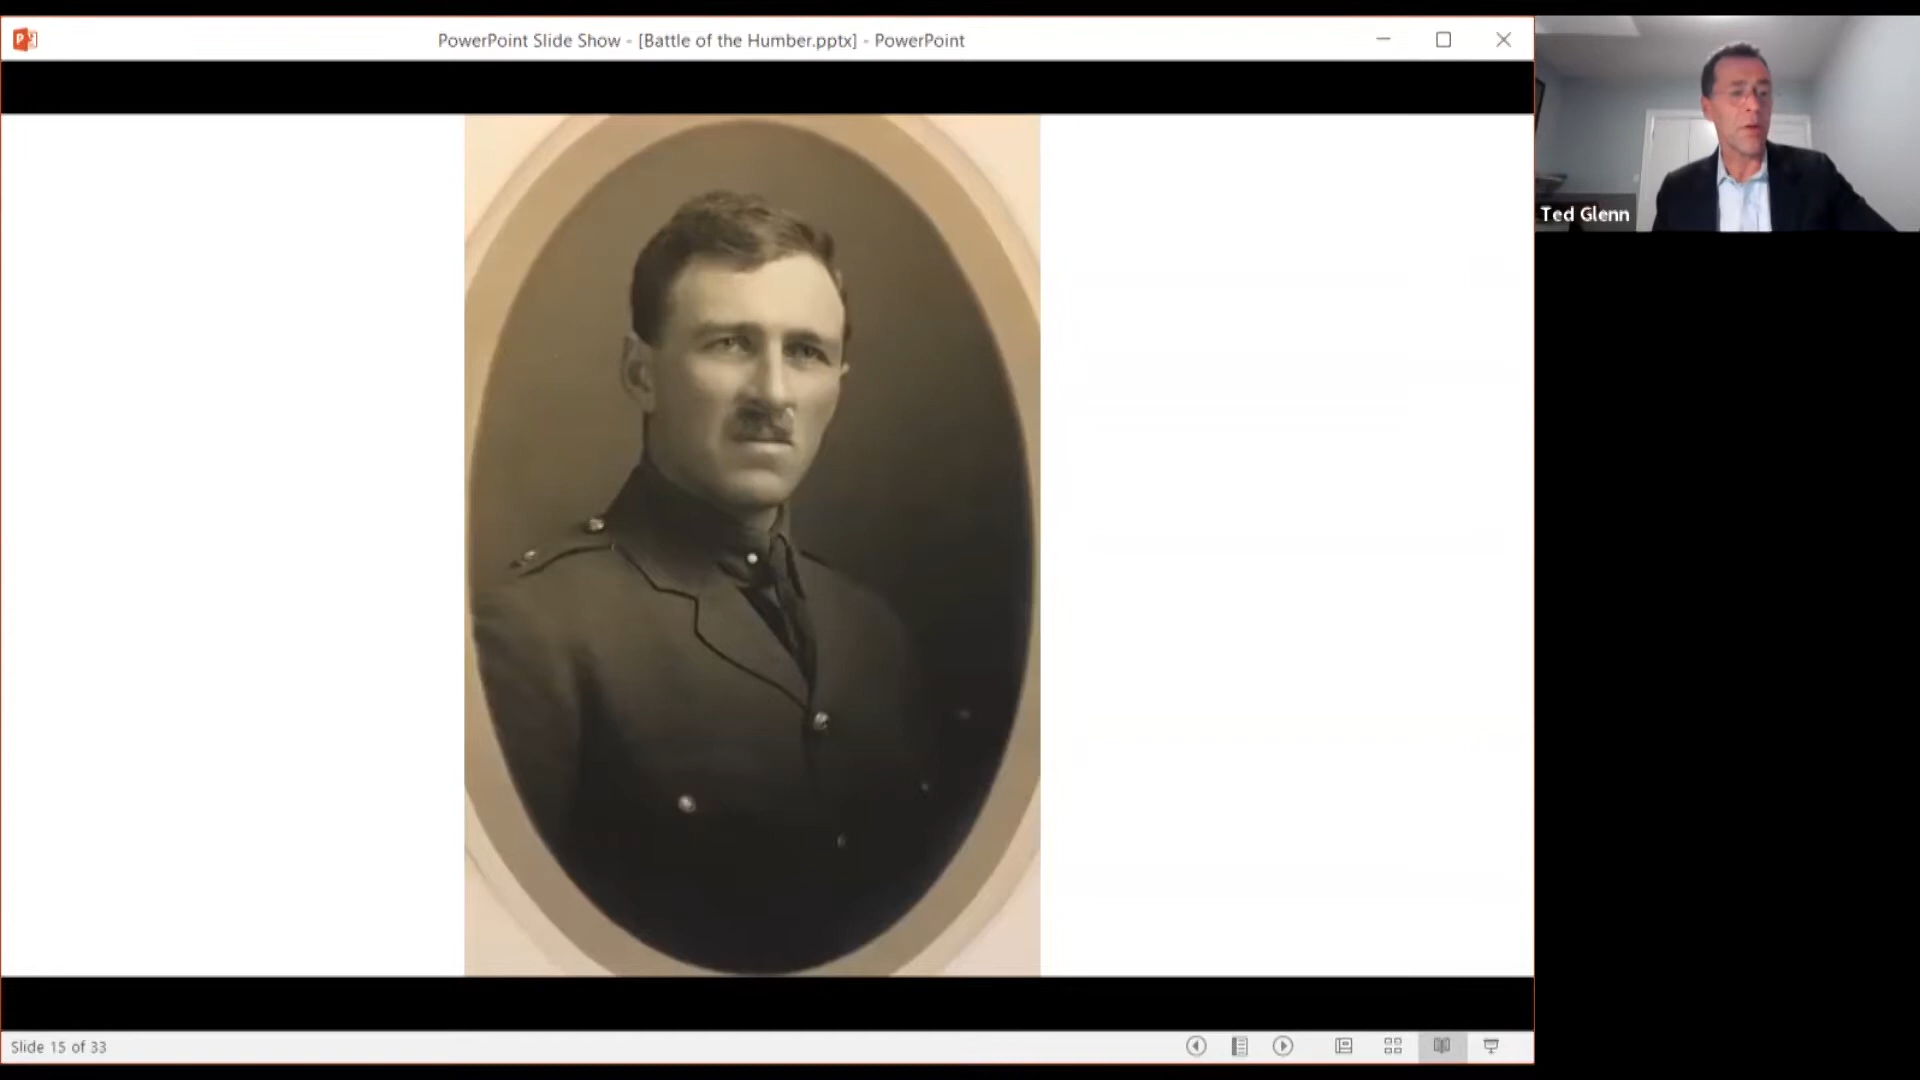 PowerPoint Slide Show - [Battle of the Humber.pptx] - PowerPoint
Ted Glenn
Slide 15 of 33